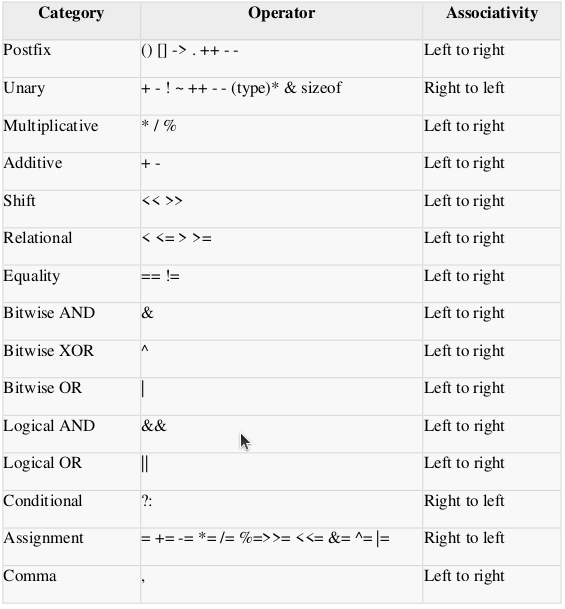 Category Operator Associativity
Postfix () [] -> . ++ - - Left to right
Unary + - ! ~ ++ - - (type)* & sizeof Right to left
Multiplicative * / % Left to right
Additive + - Left to right
Shift << >> Left to right
Relational < <= > >= Left to right
Equality == != Left to right
Bitwise AND & Left to right
Bitwise XOR ^ Left to right
Bitwise OR | Left to right
Logical AND && Left to right
Logical OR || Left to right
Conditional ?: Right to left
Assignment = += -= *= /= %=>>= <<= &= ^= |= Right to left
Comma , Left to right